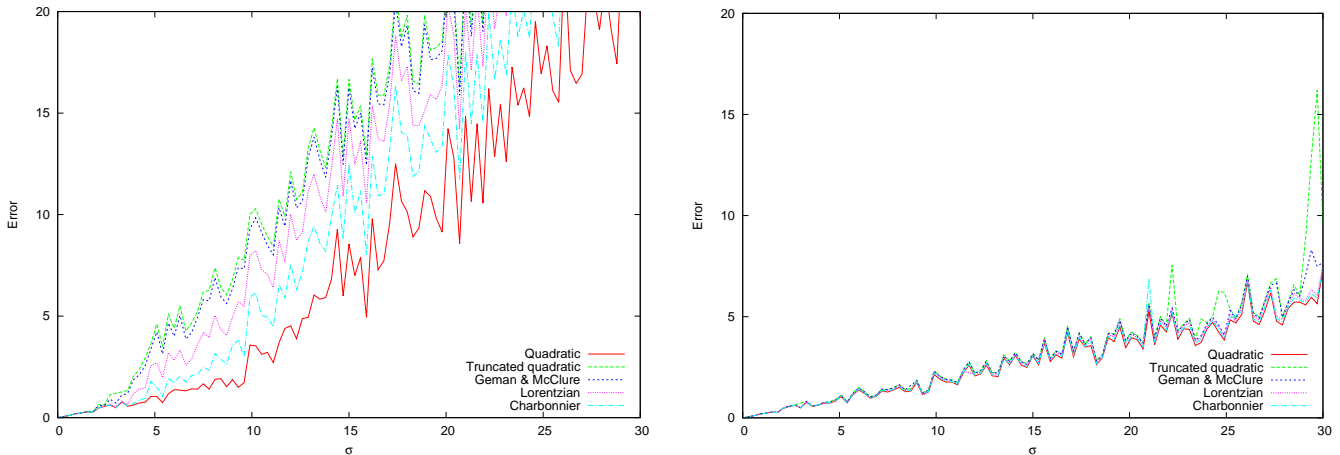 20
15
10
5
0
Error
0 5 10 15 20 25 30
σ
Quadratic
Truncated quadratic
Geman & McClure
Lorentzian
Charbonnier
20
15
10
5
0
Error
0 5 10 15 20 25 30
σ
Quadratic
Truncated quadratic
Geman & McClure
Lorentzian
Charbonnier